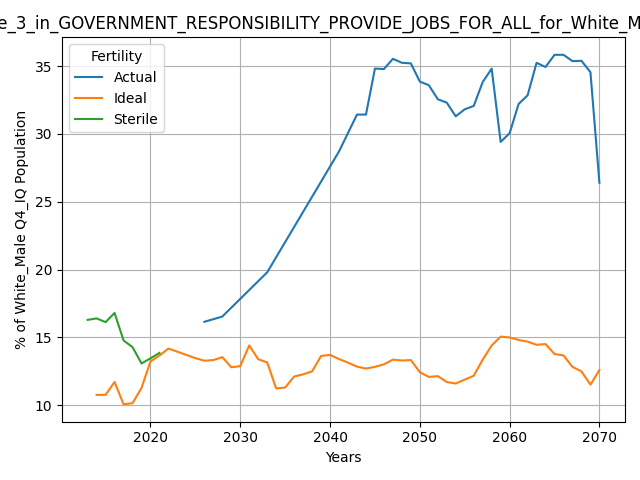 e_3_in_GOVERNMENT_RESPONSIBILITY_PROVIDE_JOBS_FOR_ALL_for_White_M
Fertility
Actual
Ideal
Sterile
% of White_Male Q4_IQ Population
35
30
25
20
15
10
2020
2030
2040
2050
2060
2070
Years